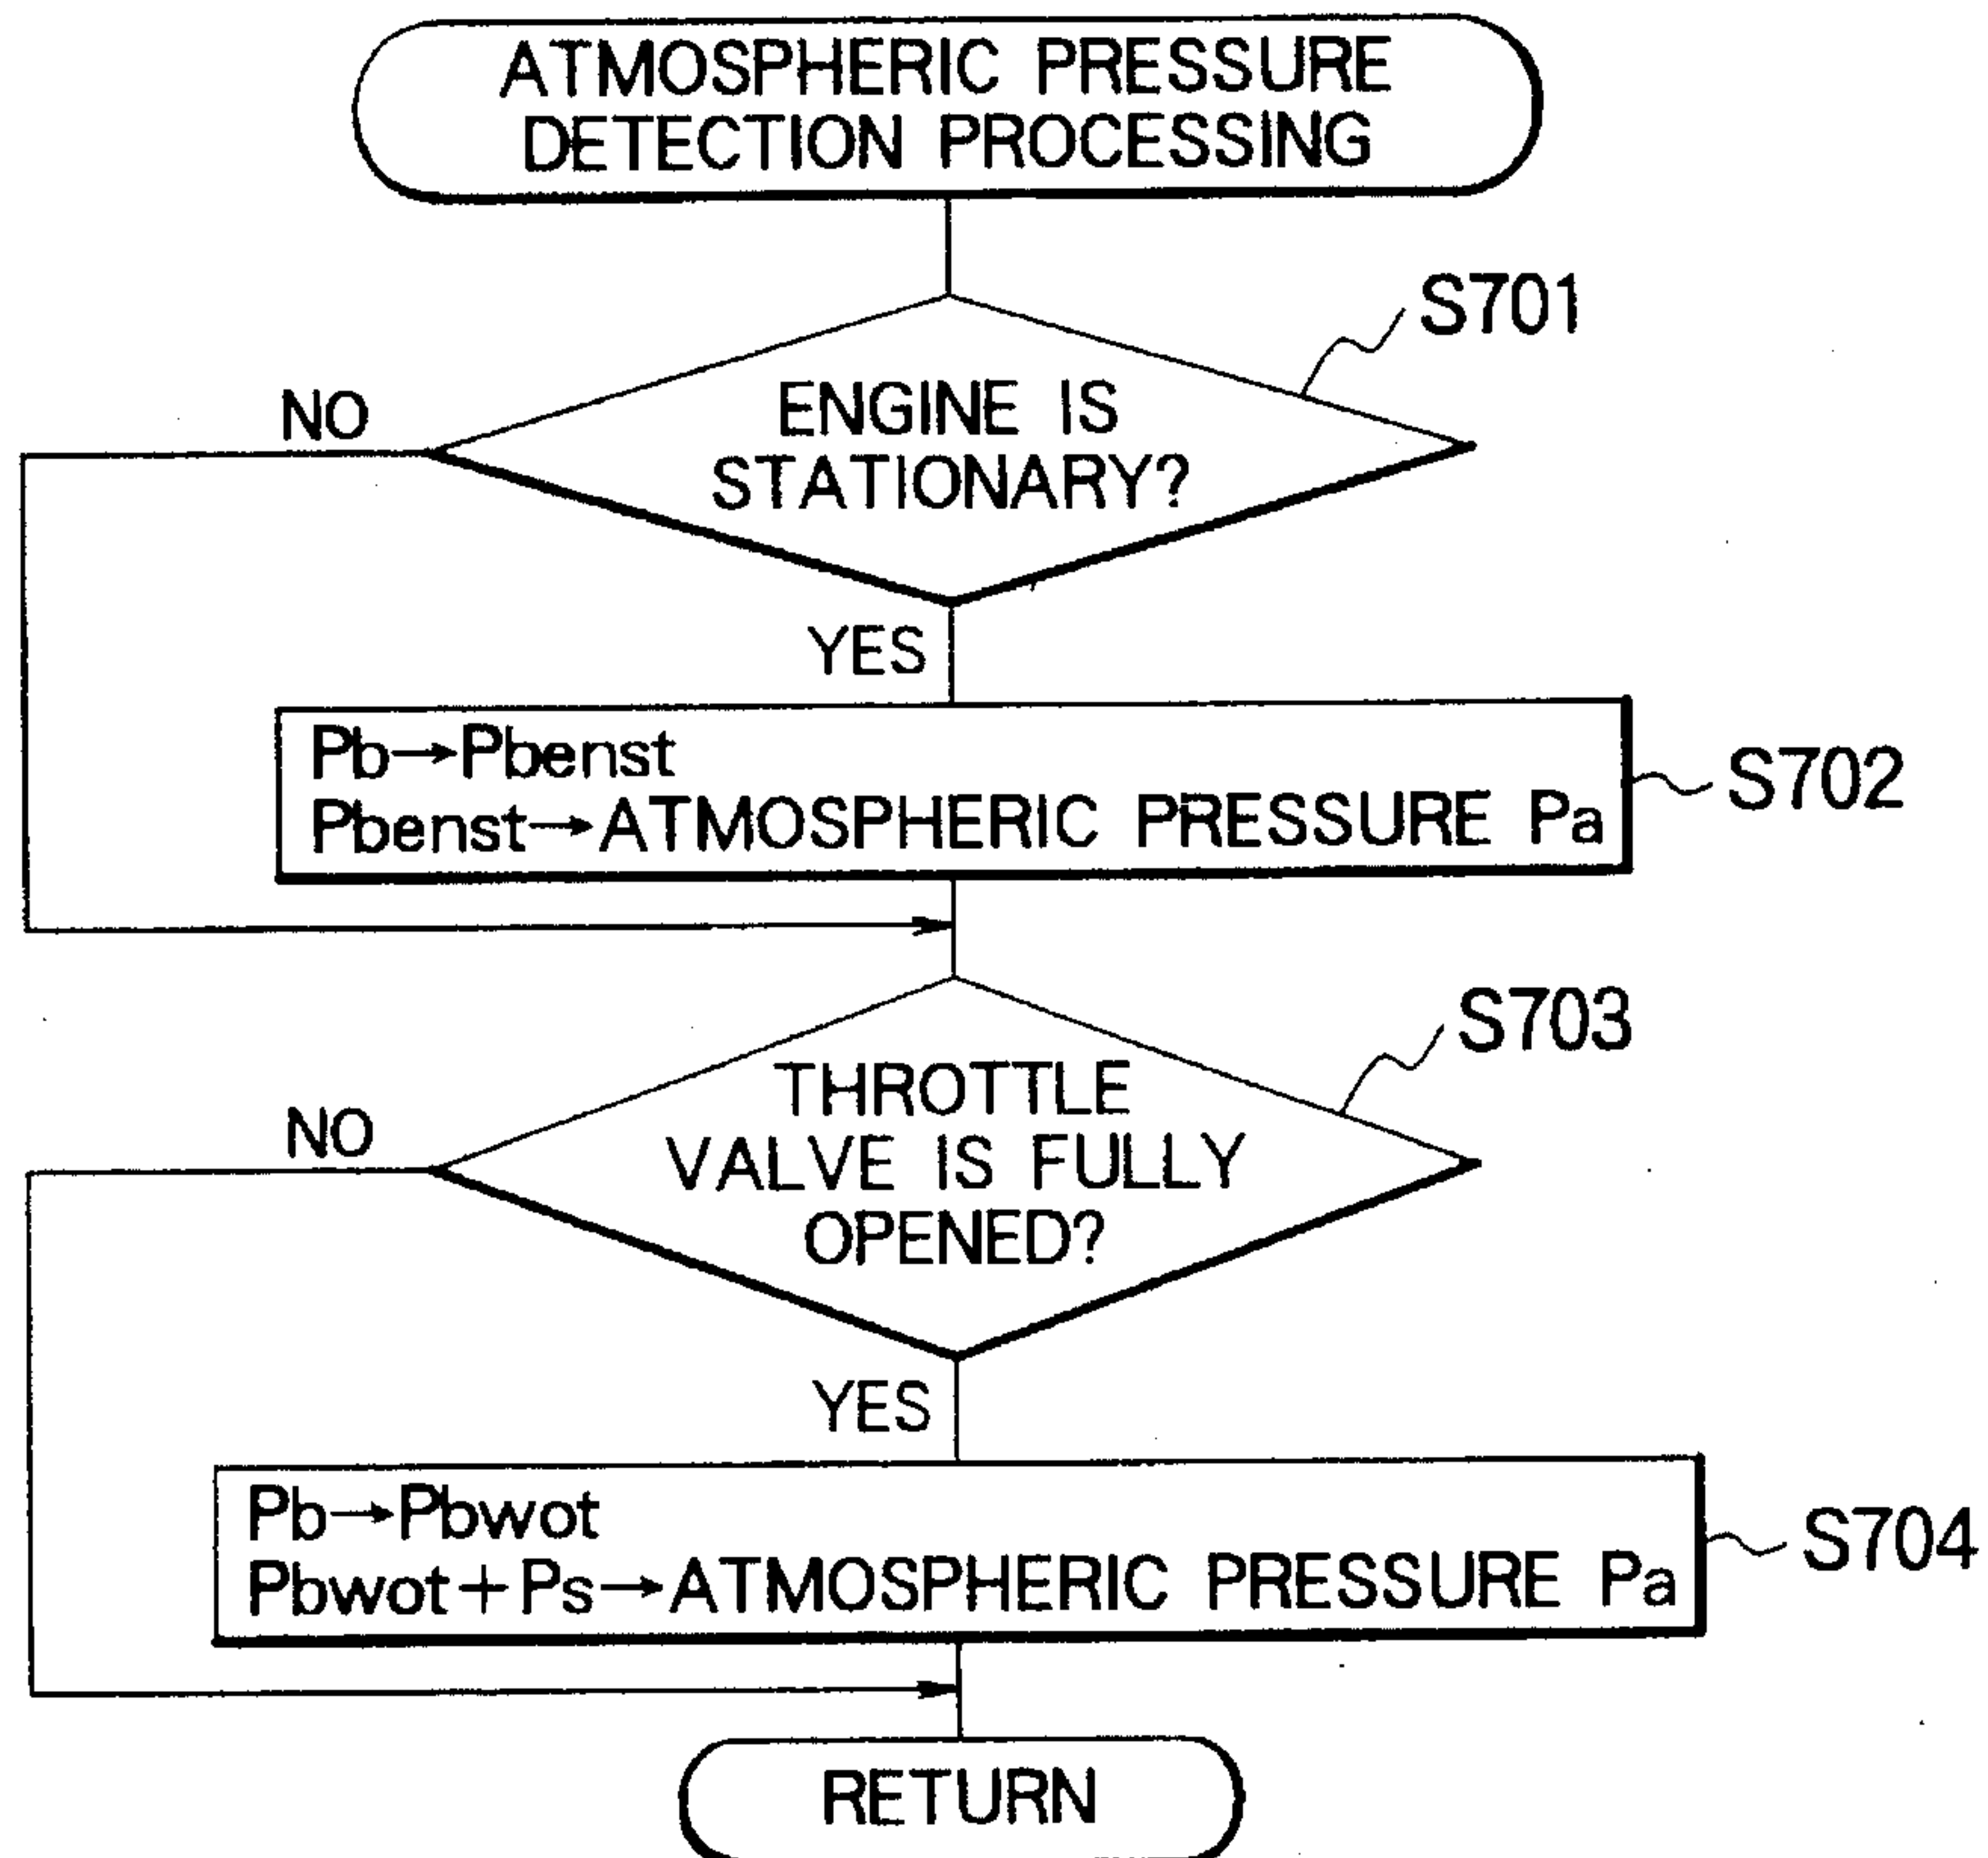 ATMOSPHERIC PRESSURE
DETECTION PROCESSING
S701
NO
ENGINE IS
STATIONARY?
YES
Pb→Pbenst
Pbenst→ATMOSPHERIC PRESSURE Pa
S702
S703
NO
THROTTLE
VALVE IS FULLY
OPENED?
YES
Pb→Pbwot
Pbwot+Ps→ATMOSPHERIC PRESSURE Pa
S704
RETURN